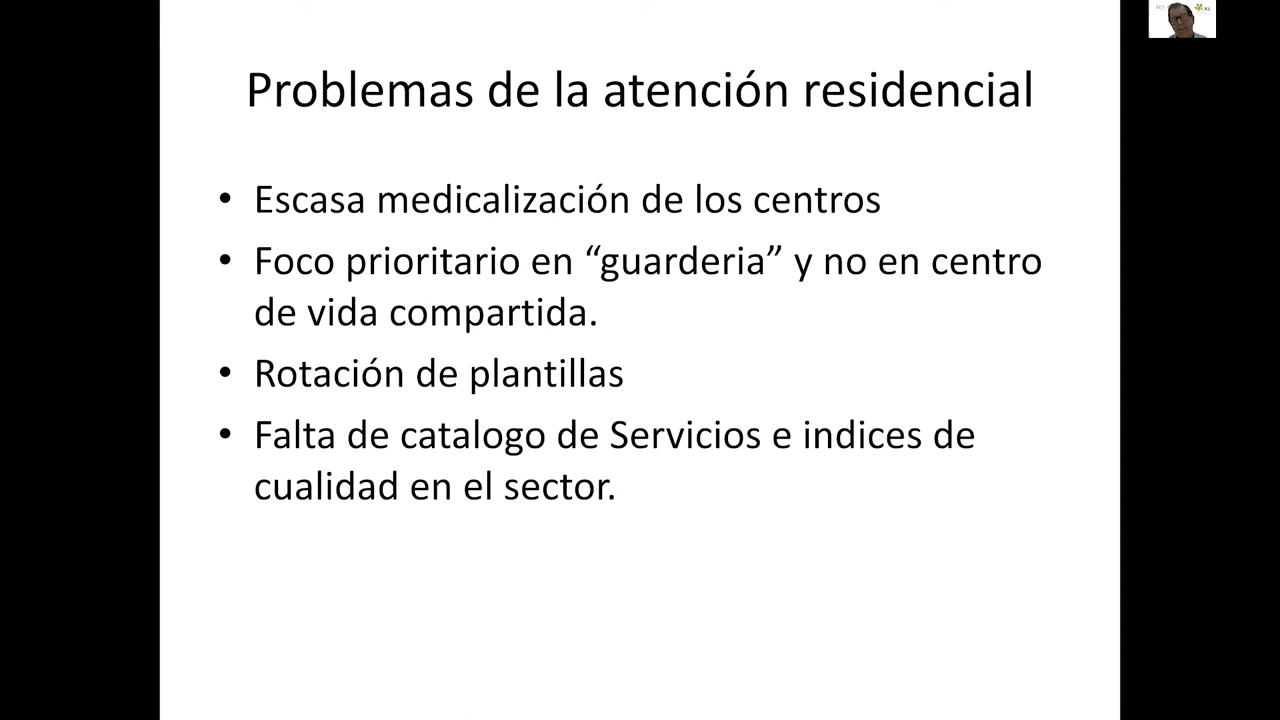 Problemas de la atención residencial
• Escasa medicalización de los centros
• Foco prioritario en “guarderia” y no en centro
de vida compartida.
• Rotación de plantillas
• Falta de catalogo de Servicios e indices de
cualidad en el sector.